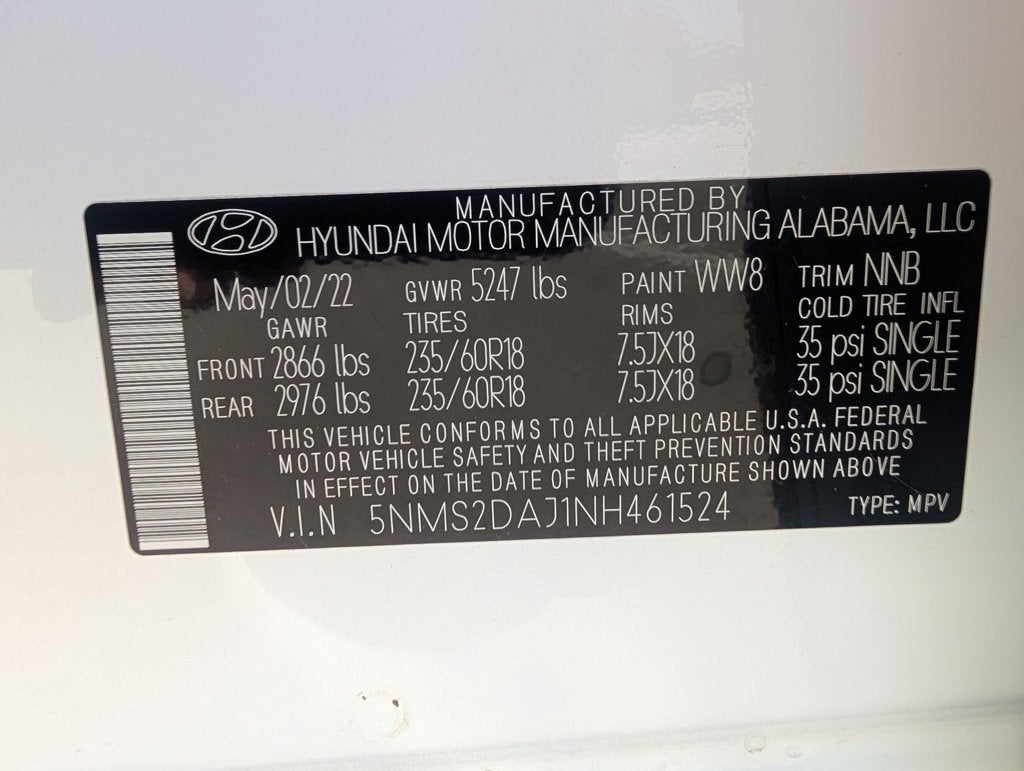 MANUFACTURED BY
HYUNDAI MOTOR MANUFACTURING ALABAMA, LLC
May/02/22 GVWR 5247 lbs PAINT WW8 TRIM NNB
GAWR TIRES RIMS COLD TIRE INFL
FRONT 2866 lbs 235/60R18 7.5JX18 35 psi SINGLE
REAR 2976 lbs 235/60R18 7.5JX18 35 psi SINGLE
THIS VEHICLE CONFORMS TO ALL APPLICABLE U.S.A. FEDERAL
MOTOR VEHICLE SAFETY AND THEFT PREVENTION STANDARDS
IN EFFECT ON THE DATE OF MANUFACTURE SHOWN ABOVE
V.I.N 5NMS2DAJ1NH461524 TYPE: MPV